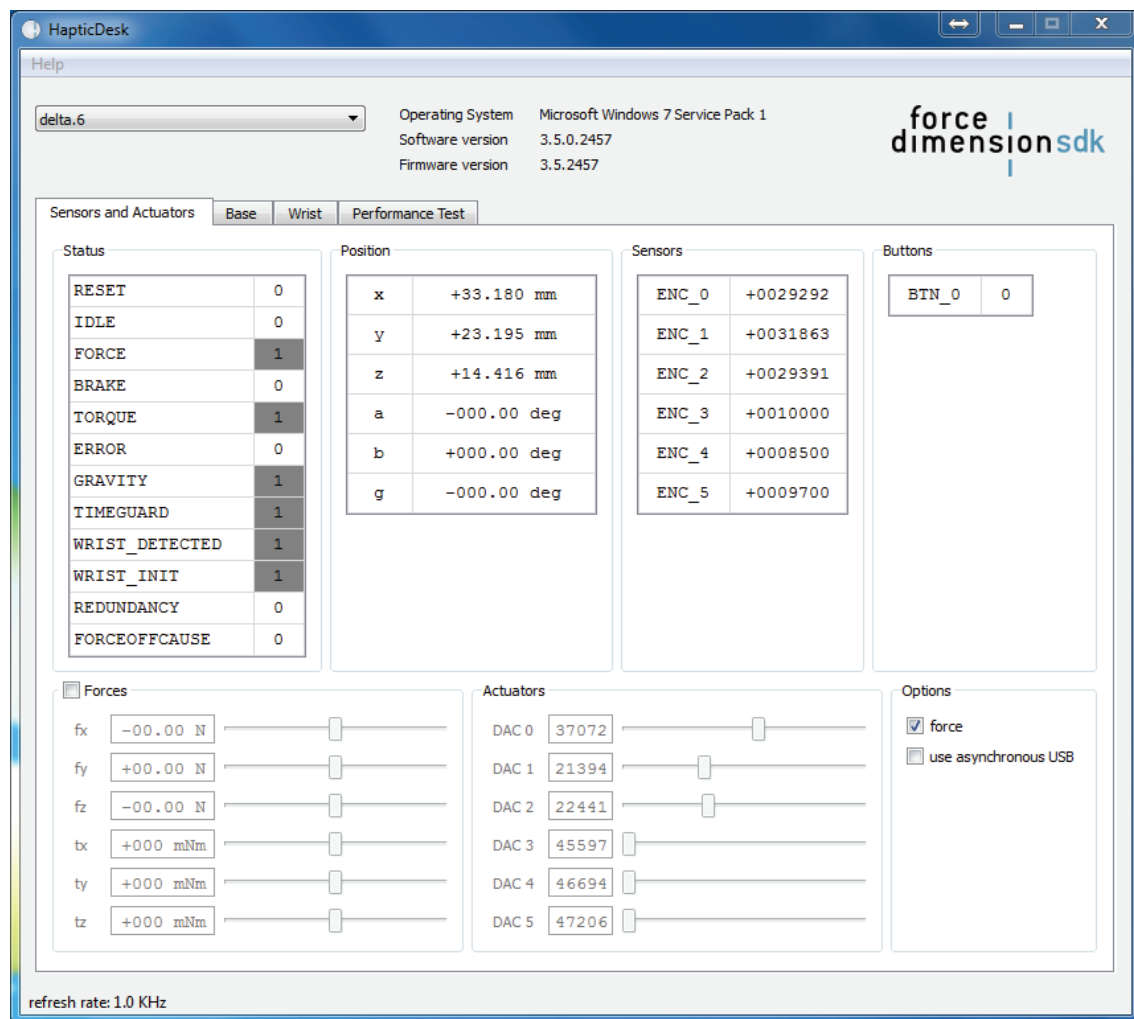 HapticDesk
Help
delta.6
Operating System Microsoft Windows 7 Service Pack 1
Software version 3.5.0.2457
Firmware version 3.5.2457
force
dimension sdk
Sensors and Actuators Base Wrist Performance Test
Status
RESET 0
IDLE 0
FORCE 1
BRAKE 0
TORQUE 1
ERROR 0
GRAVITY 1
TIMEGUARD 1
WRIST_DETECTED 1
WRIST_INIT 1
REDUNDANCY 0
FORCEOFFCAUSE 0
Position
x +33.180 mm
y +23.195 mm
z +14.416 mm
a -000.00 deg
b +000.00 deg
g -000.00 deg
Sensors
ENC_0 +0029292
ENC_1 +0031863
ENC_2 +0029391
ENC_3 +0010000
ENC_4 +0008500
ENC_5 +0009700
Buttons
BTN_0 0
Forces
fx -00.00 N
fy +00.00 N
fz -00.00 N
tx +000 mNm
ty +000 mNm
tz +000 mNm
Actuators
DAC 0 37072
DAC 1 21394
DAC 2 22441
DAC 3 45597
DAC 4 46694
DAC 5 47206
Options
force
use asynchronous USB
refresh rate: 1.0 KHz